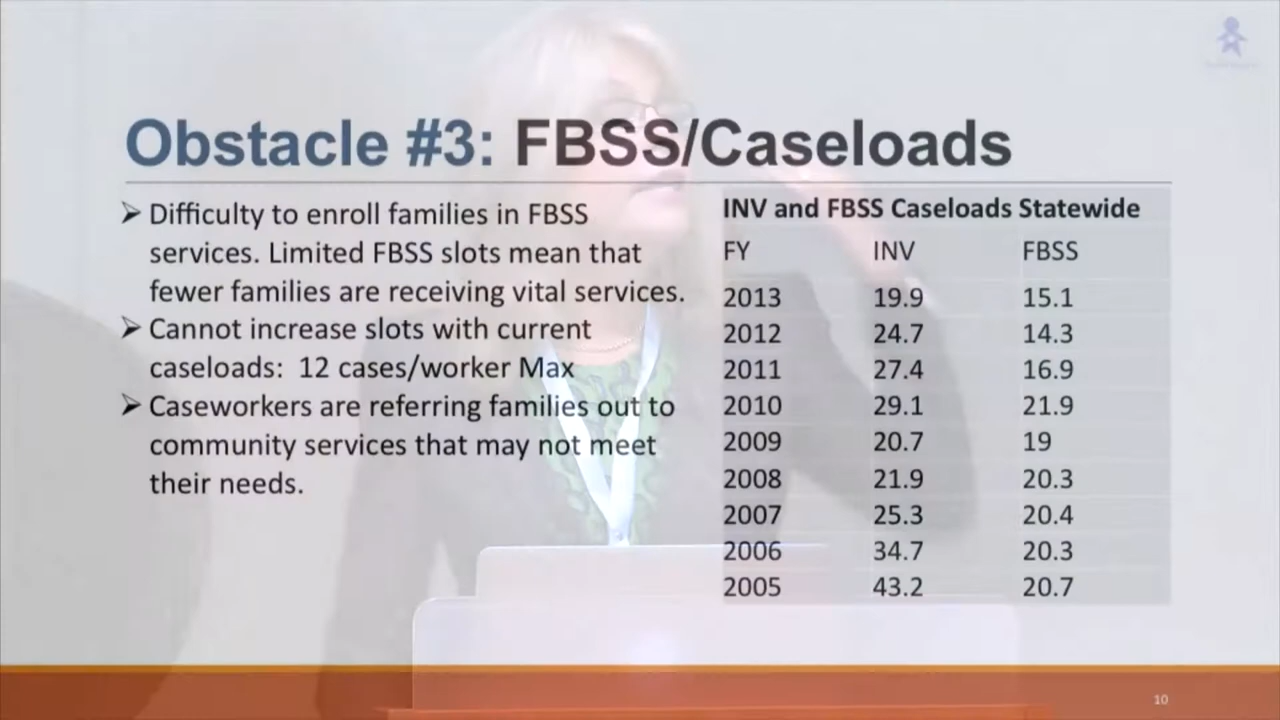 Obstacle #3: FBSS/Caseloads
➢ Difficulty to enroll families in FBSS
services. Limited FBSS slots mean that
fewer families are receiving vital services.
➢ Cannot increase slots with current
caseloads: 12 cases/worker Max
➢ Caseworkers are referring families out to
community services that may not meet
their needs.
INV and FBSS Caseloads Statewide
FY INV FBSS
2013 19.9 15.1
2012 24.7 14.3
2011 27.4 16.9
2010 29.1 21.9
2009 20.7 19
2008 21.9 20.3
2007 25.3 20.4
2006 34.7 20.3
2005 43.2 20.7
10